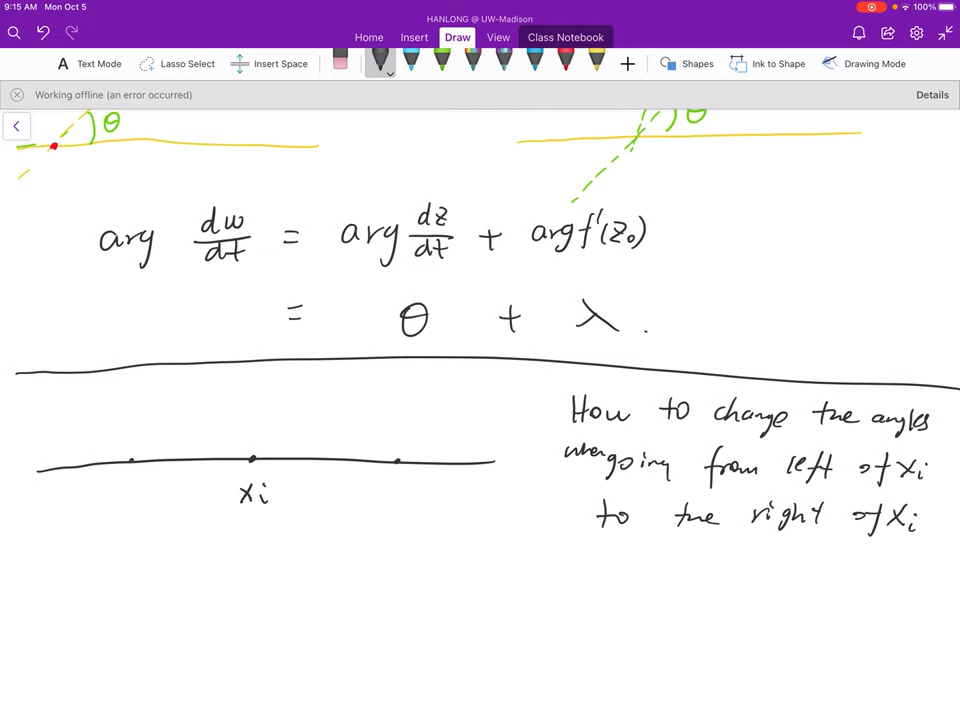 9:15 AM Mon Oct 5
100%
HANLONG @ UW-Madison
Home Insert Draw View Class Notebook
Text Mode Lasso Select Insert Space Shapes Ink to Shape Drawing Mode
Working offline (an error occurred) Details
θ θ
arg dw/dt = arg dz/dt + arg f'(z₀)
= θ + λ.
How to change the angles
when going from left of xi
xi
to the right of xi